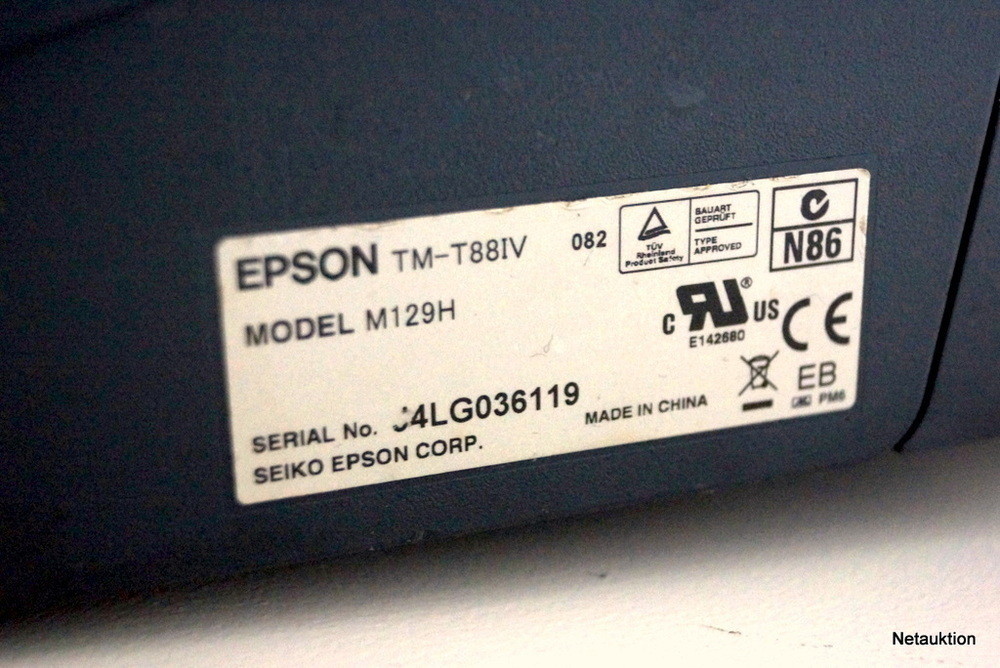 EPSON TM-T88IV 082
TÜV
Rheinland
Product Safety
BAUART
GEPRÜFT
TYPE
APPROVED
N86
MODEL M129H
C US
®
E142680
CE
SERIAL No.
MADE IN CHINA
EB
PM6
SEIKO EPSON CORP.
Netauktion